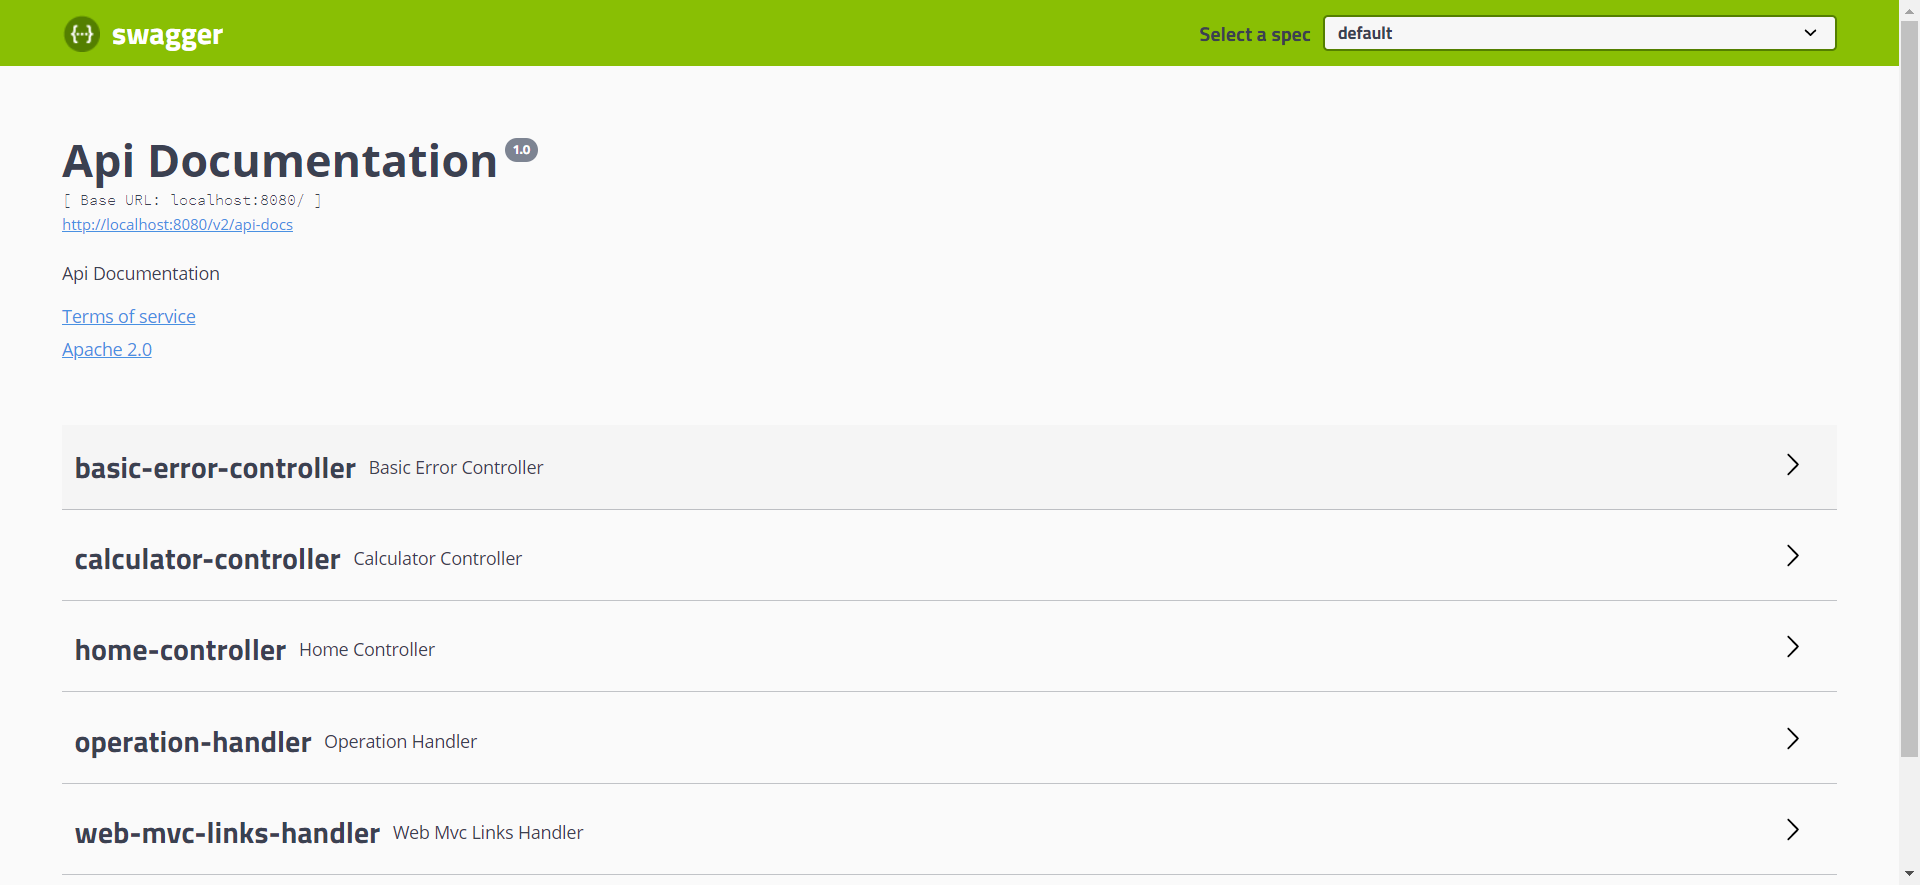 {···} swagger
Select a spec default
Api Documentation 1.0
[ Base URL: localhost:8080/ ]
http://localhost:8080/v2/api-docs
Api Documentation
Terms of service
Apache 2.0
basic-error-controller Basic Error Controller
calculator-controller Calculator Controller
home-controller Home Controller
operation-handler Operation Handler
web-mvc-links-handler Web Mvc Links Handler